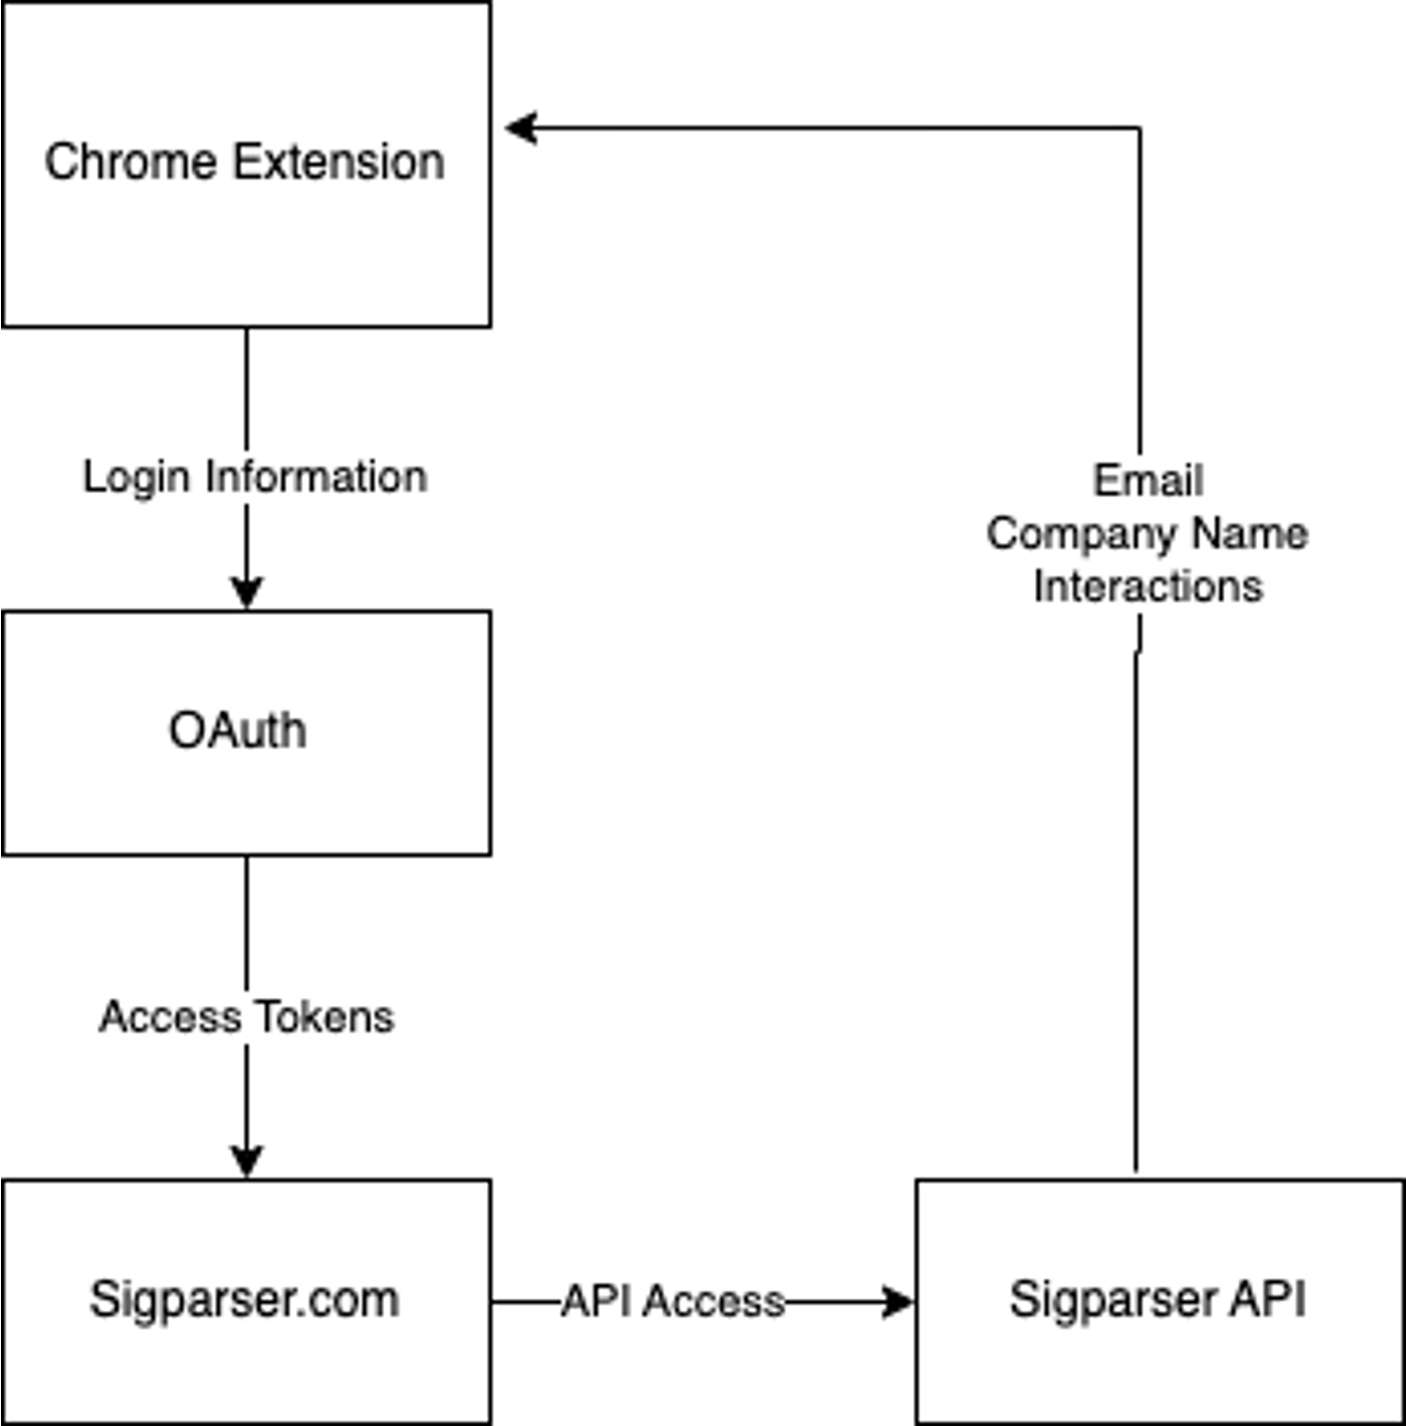 Chrome Extension
Login Information
Email
Company Name
Interactions
OAuth
Access Tokens
Sigparser.com
API Access
Sigparser API